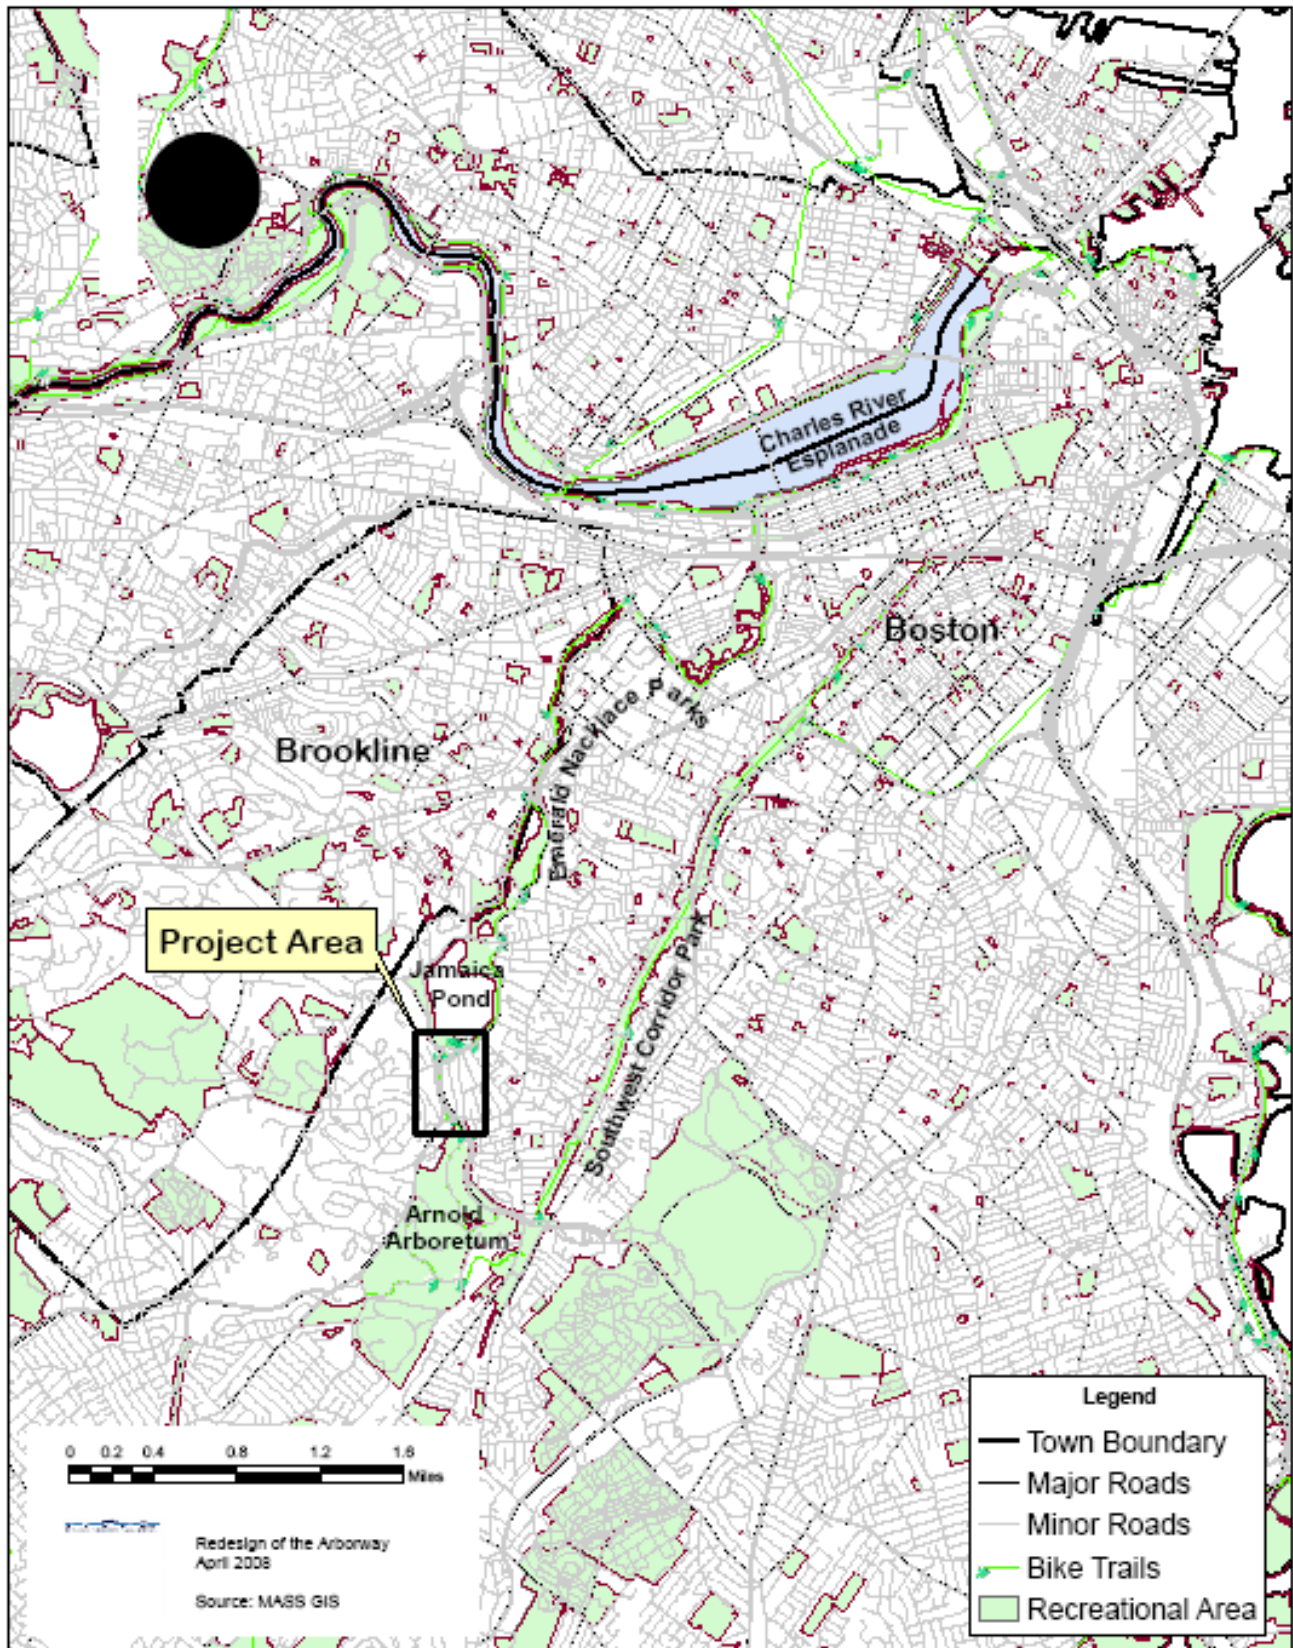 Charles River
Esplanade
Boston
Emerald Nacklace Parks
Brookline
Project Area
Jamaica
Pond
Southwest Corridor Park
Arnold
Arboretum
Legend
Town Boundary
Major Roads
Minor Roads
Bike Trails
Recreational Area
0 0.2 0.4 0.8 1.2 1.6
Miles
Redesign of the Arborway
April 2008
Source: MASS GIS